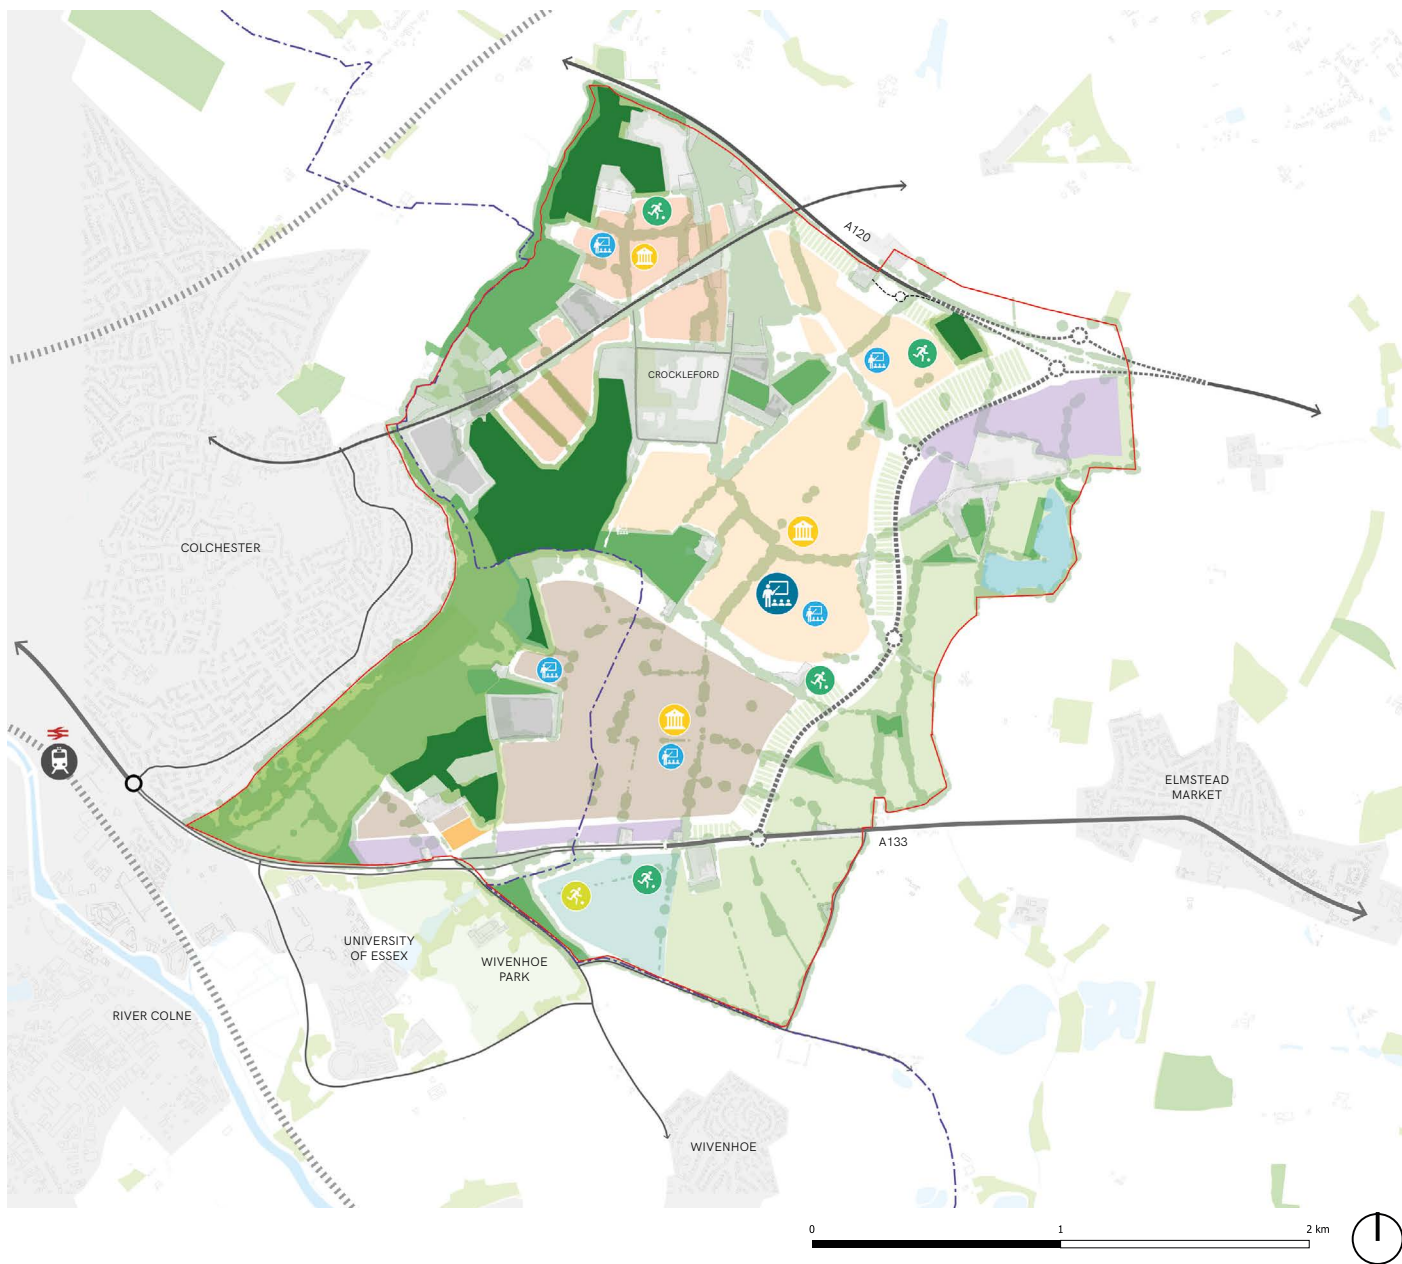 A120
CROCKLEFORD
COLCHESTER
ELMSTEAD
MARKET
A133
UNIVERSITY
OF ESSEX
WIVENHOE
PARK
RIVER COLNE
WIVENHOE
0 1 2 km